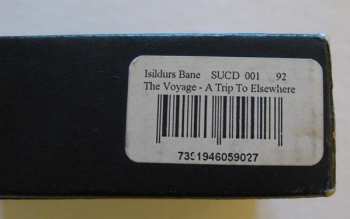 Isildurs Bane SUCD 001 92
The Voyage - A Trip To Elsewhere
7391946059027